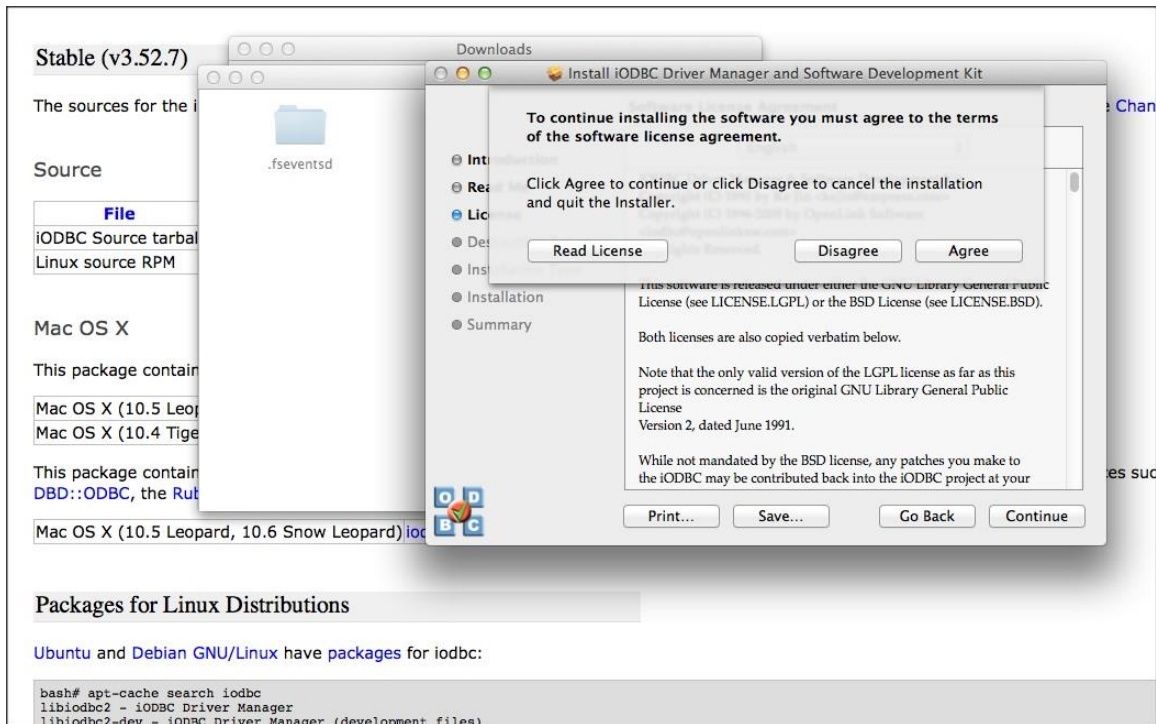 Stable (v3.52.7)
Downloads
Install iODBC Driver Manager and Software Development Kit
The sources for the i
Chan
.fseventsd
To continue installing the software you must agree to the terms
of the software license agreement.
Click Agree to continue or click Disagree to cancel the installation
and quit the Installer.
Read License
Disagree
Agree
Int
Rea
Lice
Des
Inst
Installation
Summary
This software is released under either the GNU Library General Public
License (see LICENSE.LGPL) or the BSD License (see LICENSE.BSD).
Both licenses are also copied verbatim below.
Note that the only valid version of the LGPL license as far as this
project is concerned is the original GNU Library General Public
License
Version 2, dated June 1991.
While not mandated by the BSD license, any patches you make to
the iODBC may be contributed back into the iODBC project at your
O D
B C
Print...
Save...
Go Back
Continue
Source
File
iODBC Source tarbal
Linux source RPM
Mac OS X
This package contain
Mac OS X (10.5 Leop
Mac OS X (10.4 Tige
This package contain
es suc
DBD::ODBC, the Rub
Mac OS X (10.5 Leopard, 10.6 Snow Leopard) iod
Packages for Linux Distributions
Ubuntu and Debian GNU/Linux have packages for iodbc:
bash# apt-cache search iodbc
libiodbc2 - iODBC Driver Manager
libiodbc2-dev - iODBC Driver Manager (development files)